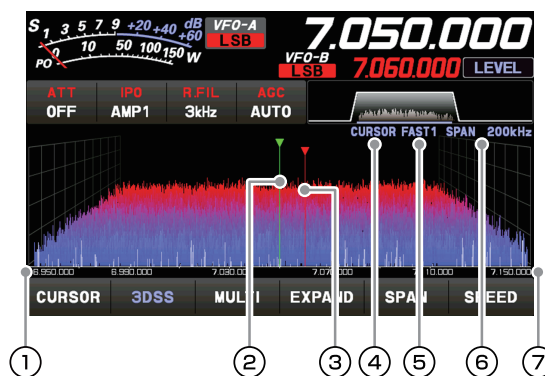 S 1 3 5 7 9 +20 +40 +60 dB
PO 0 10 50 100 150 W
VFO-A
LSB
7.050.000
VFO-B
LSB
7.060.000
LEVEL
ATT IPO R.FIL AGC
OFF AMP1 3kHz AUTO
CURSOR FAST1 SPAN 200kHz
6.950.000 6.990.000 7.030.000 7.070.000 7.150.000
CURSOR 3DSS MULTI EXPAND SPAN SPEED
1 2 3 4 5 6 7